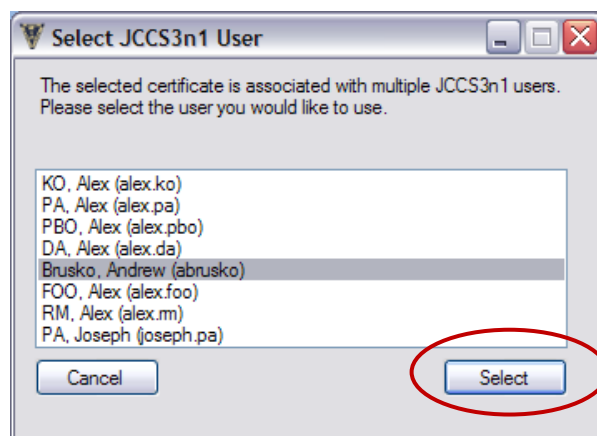 Select JCCS3n1 User
The selected certificate is associated with multiple JCCS3n1 users.
Please select the user you would like to use.
KO, Alex (alex.ko)
PA, Alex (alex.pa)
PBO, Alex (alex.pbo)
DA, Alex (alex.da)
Brusko, Andrew (abrusko)
FOO, Alex (alex.foo)
RM, Alex (alex.rm)
PA, Joseph (joseph.pa)
Cancel
Select